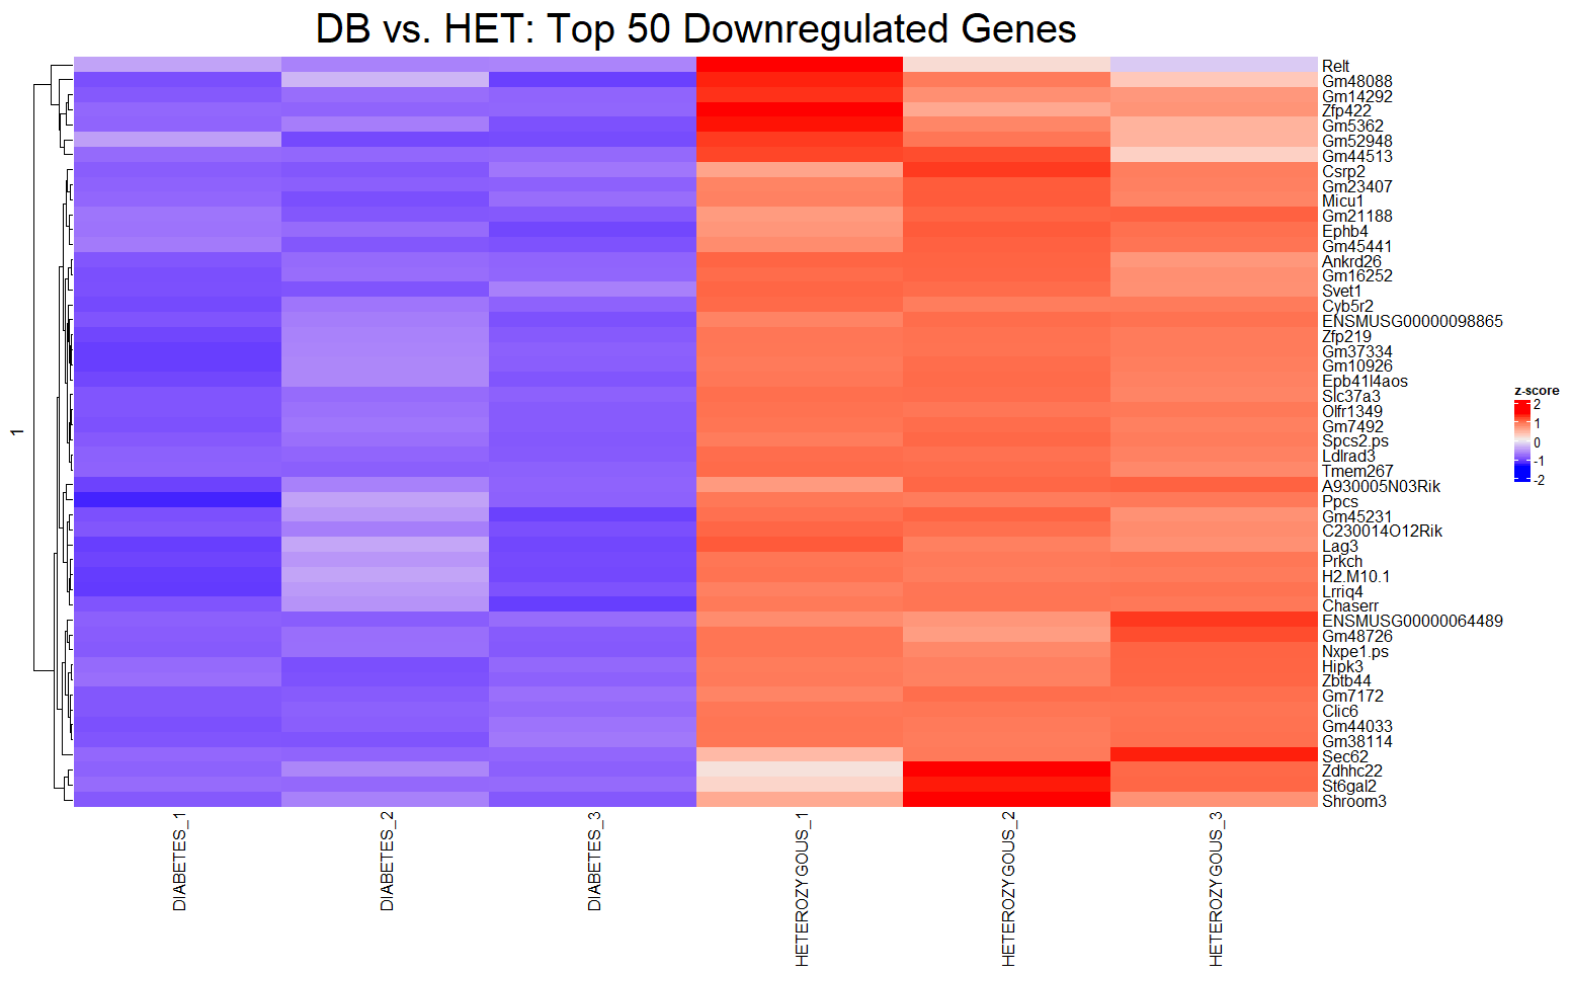 DB vs. HET: Top 50 Downregulated Genes
Relt
Gm48088
Gm14292
Zfp422
Gm5362
Gm52948
Gm44513
Csrp2
Gm23407
Micu1
Gm21188
Ephb4
Gm45441
Ankrd26
Gm16252
Svet1
Cyb5r2
ENSMUSG00000098865
Zfp219
Gm37334
Gm10926
Epb41l4aos
Slc37a3
Olfr1349
Gm7492
Spcs2.ps
Ldlrad3
Tmem267
A930005N03Rik
Ppcs
Gm45231
C230014O12Rik
Lag3
Prkch
H2.M10.1
Lrriq4
Chaserr
ENSMUSG00000064489
Gm48726
Nxpe1.ps
Hipk3
Zbtb44
Gm7172
Clic6
Gm44033
Gm38114
Sec62
Zdhhc22
St6gal2
Shroom3
1
z-score
2
1
0
-1
-2
DIABETES_1
DIABETES_2
DIABETES_3
HETEROZYGOUS_1
HETEROZYGOUS_2
HETEROZYGOUS_3